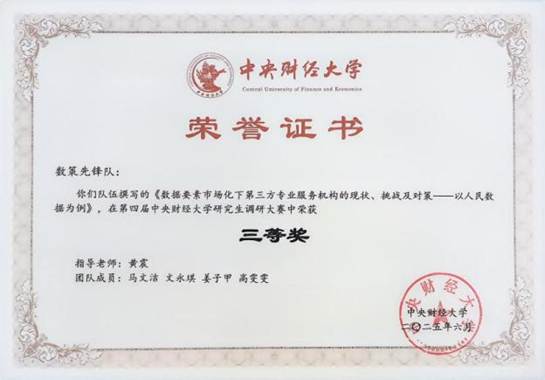 中央财经大学
Central University of Finance and Economics
荣誉证书
数策先锋队：
你们队伍撰写的《数据要素市场化下第三方专业服务机构的现状、挑战及对策——以人民数
据为例》，在第四届中央财经大学研究生调研大赛中荣获
三等奖
指导老师：黄震
团队成员：马文洁 文永琪 姜子甲 高雯雯
中央财经大学
二〇二五年六月
中央财经大学